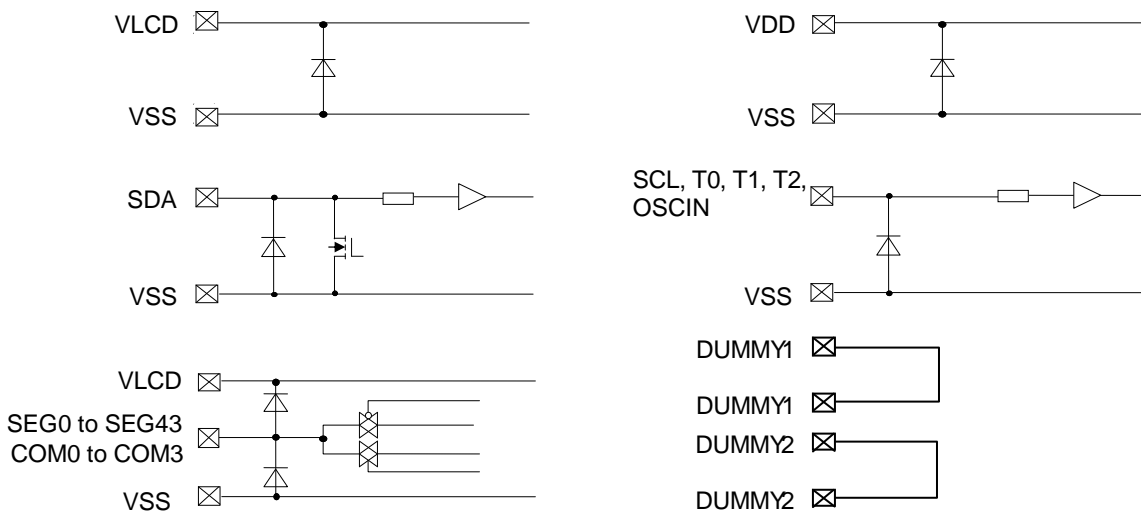 VLCD
VSS
SDA
VSS
VLCD
SEG0 to SEG43
COM0 to COM3
VSS
VDD
VSS
SCL, T0, T1, T2,
OSCIN
VSS
DUMMY1
DUMMY1
DUMMY2
DUMMY2